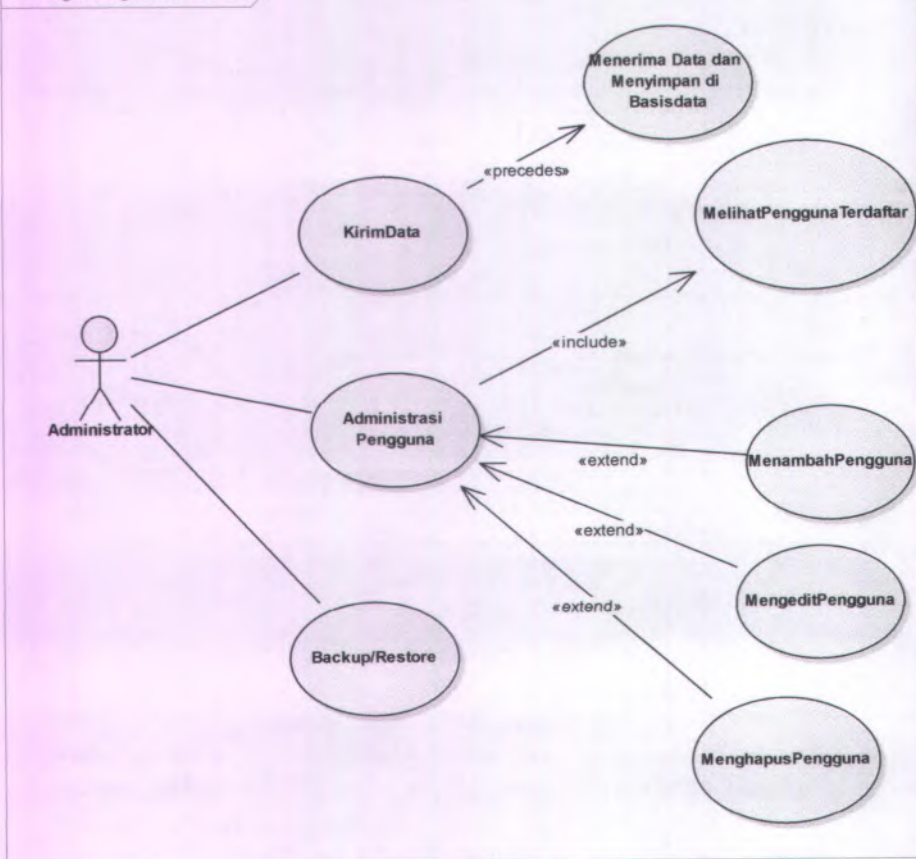 Menerima Data dan
Menyimpan di
Basisdata
«precedes»
MelihatPenggunaTerdaftar
KirimData
«include»
Administrator
Administrasi
Pengguna
«extend»
MenambahPengguna
«extend»
MengeditPengguna
«extend»
Backup/Restore
MenghapusPengguna